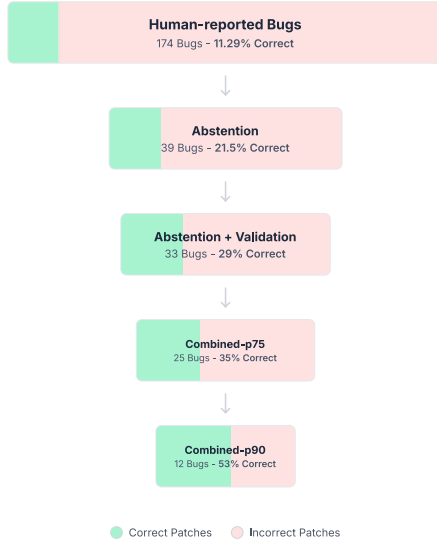 Human-reported Bugs
174 Bugs - 11.29% Correct
Abstention
39 Bugs - 21.5% Correct
Abstention + Validation
33 Bugs - 29% Correct
Combined-p75
25 Bugs - 35% Correct
Combined-p90
12 Bugs - 53% Correct
Correct Patches Incorrect Patches